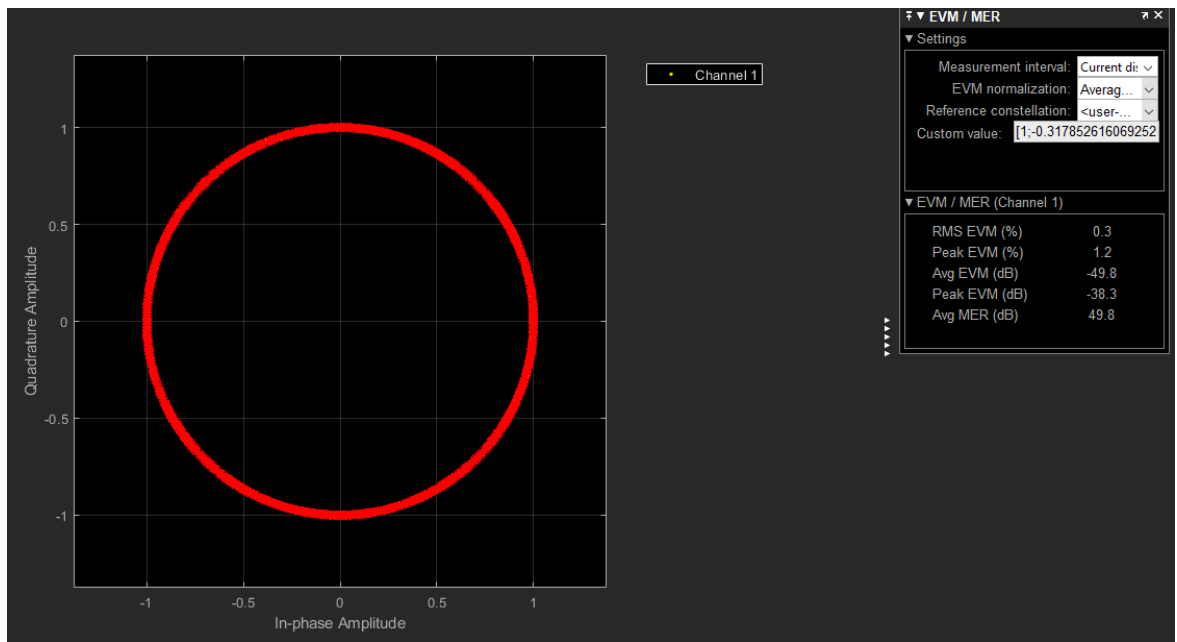 EVM / MER
Settings
Measurement interval: Current di
EVM normalization: Averag...
Reference constellation: <user-...
Custom value: [1;-0.317852616069252
EVM / MER (Channel 1)
RMS EVM (%) 0.3
Peak EVM (%) 1.2
Avg EVM (dB) -49.8
Peak EVM (dB) -38.3
Avg MER (dB) 49.8
Channel 1
Quadrature Amplitude
1
0.5
0
-0.5
-1
-1 -0.5 0 0.5 1
In-phase Amplitude